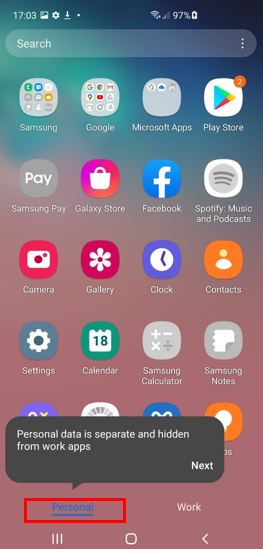 17:03
97%
Search
2
Samsung
Google
Microsoft Apps
Play Store
Pay
Samsung Pay
Galaxy Store
Facebook
Spotify: Music
and Podcasts
Camera
Gallery
Clock
Contacts
18
Settings
Calendar
Samsung
Calculator
Samsung
Notes
Personal data is separate and hidden
from work apps
Next
Personal
Work